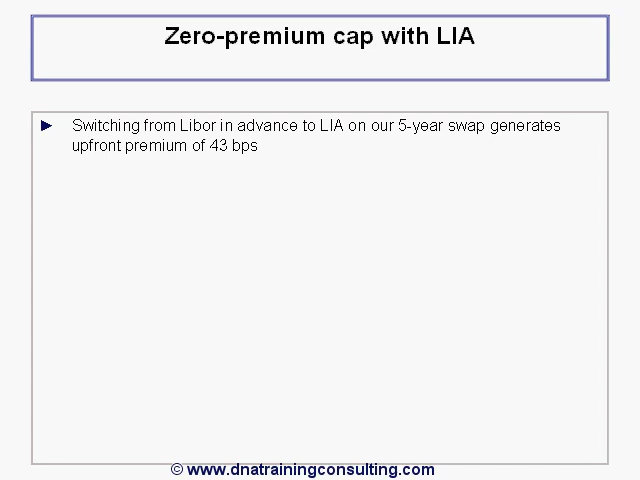 Zero-premium cap with LIA
► Switching from Libor in advance to LIA on our 5-year swap generates
upfront premium of 43 bps
© www.dnatrainingconsulting.com